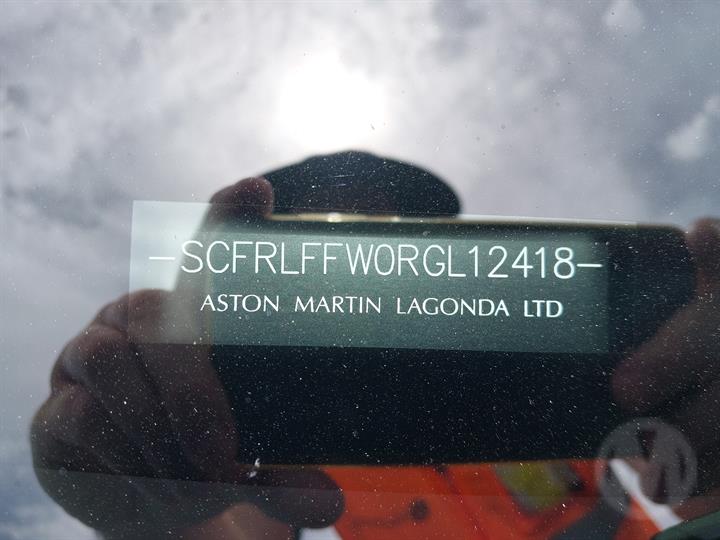 -SCFRLFFW0RGL12418-
ASTON MARTIN LAGONDA LTD